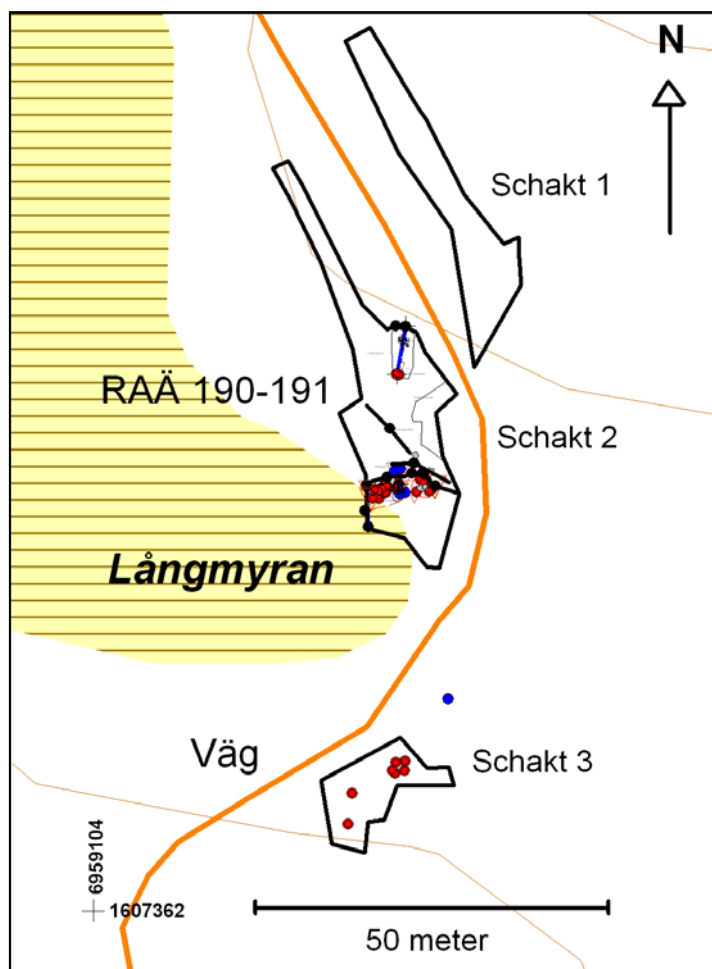 N
Schakt 1
RAÄ 190-191
Schakt 2
Långmyran
Väg
Schakt 3
6959104
1607362
50 meter